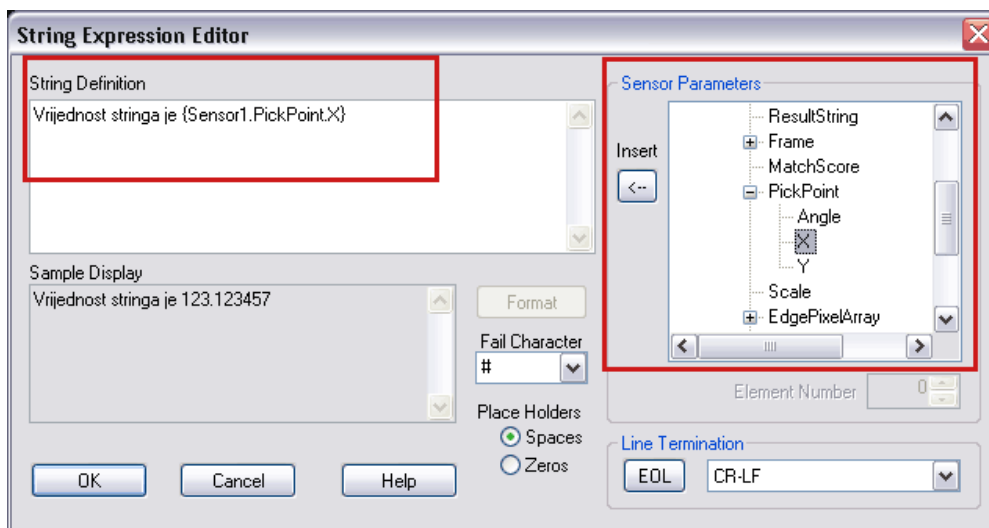 String Expression Editor
String Definition
Vrijednost stringa je {Sensor1.PickPoint.X}
Sample Display
Vrijednost stringa je 123.123457
Format
Fail Character
#
Place Holders
Spaces
Zeros
OK
Cancel
Help
Sensor Parameters
Insert
<--
ResultString
Frame
MatchScore
PickPoint
Angle
X
Y
Scale
EdgePixelArray
Element Number
0
Line Termination
EOL
CR-LF